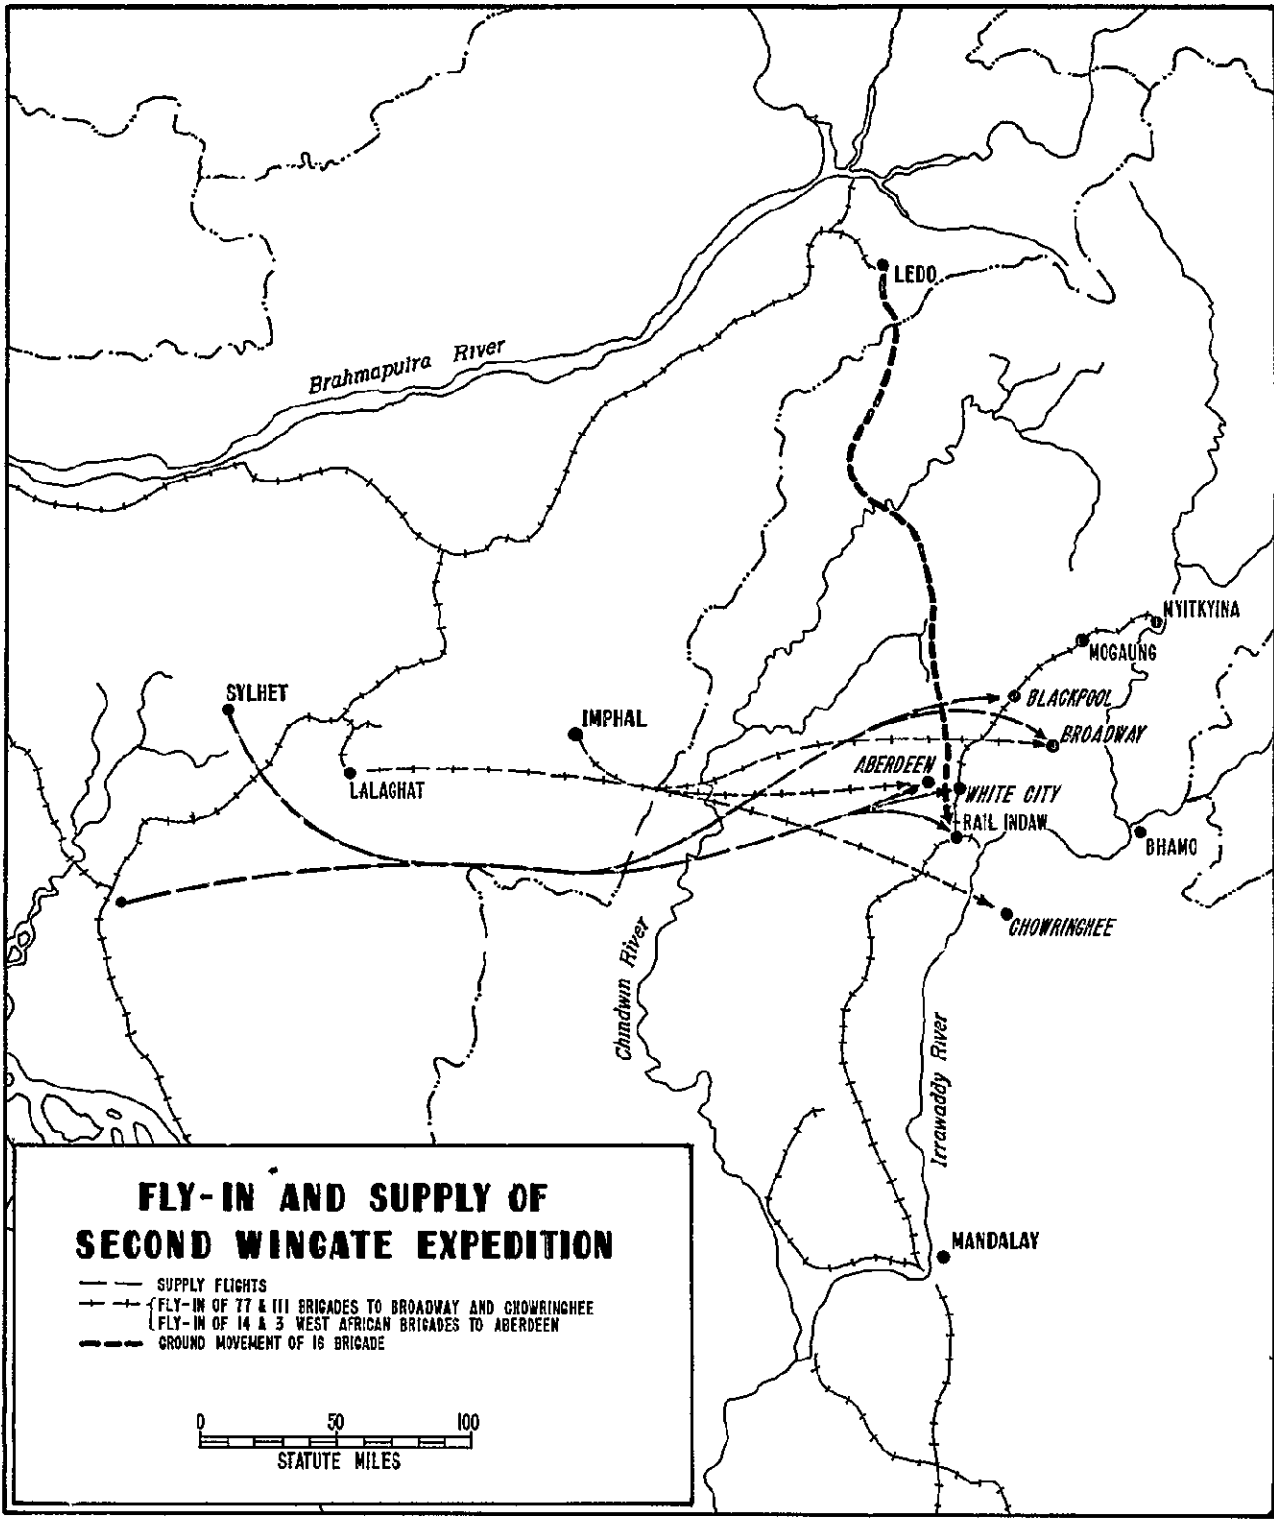 LEDO
Brahmaputra River
MYITKYINA
MOGAUNG
SYLHET
BLACKPOOL
IMPHAL
BROADWAY
ABERDEEN
LALAGHAT
WHITE CITY
RAIL INDAW
BHAMO
CHOWRINGHEE
Chindwin River
Irrawaddy River
MANDALAY
FLY-IN AND SUPPLY OF
SECOND WINGATE EXPEDITION
SUPPLY FLIGHTS
FLY-IN OF 77 & 111 BRIGADES TO BROADWAY AND CHOWRINGHEE
FLY-IN OF 14 & 3 WEST AFRICAN BRIGADES TO ABERDEEN
GROUND MOVEMENT OF 16 BRIGADE
0 50 100
STATUTE MILES